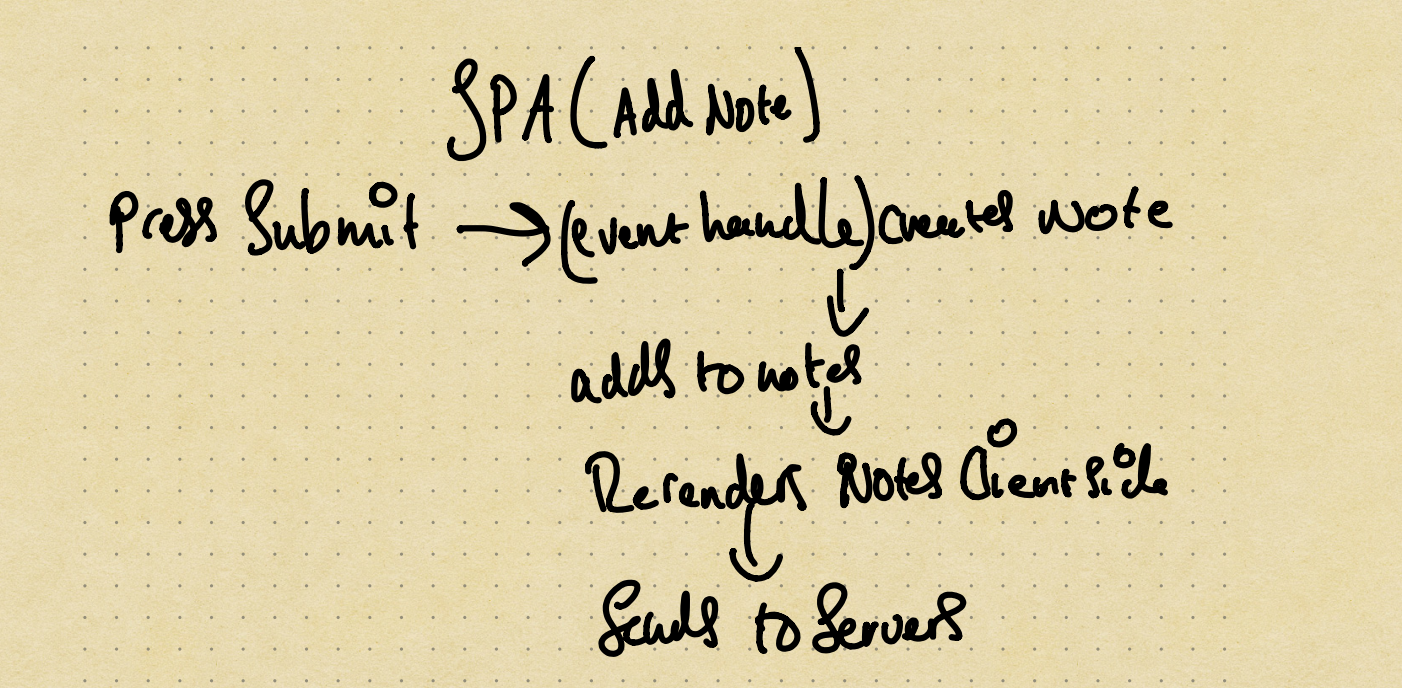 SPA (Add Note)
Press Submit → (event handle) creates Note
adds to notes
Rerenders Notes Client Side
Sends to Servers